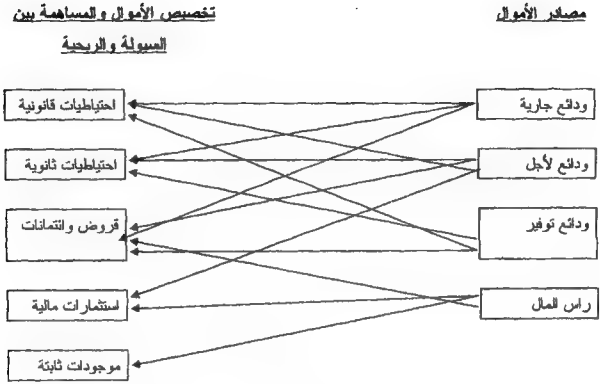 مصادر الأموال
تخصيص الأموال والمساهمة بين
السيولة والربحية
ودائع جارية
ودائع لأجل
ودائع توفير
راس المال
احتياطيات قانونية
احتياطيات ثانوية
قروض وائتمانات
استثمارات مالية
موجودات ثابتة